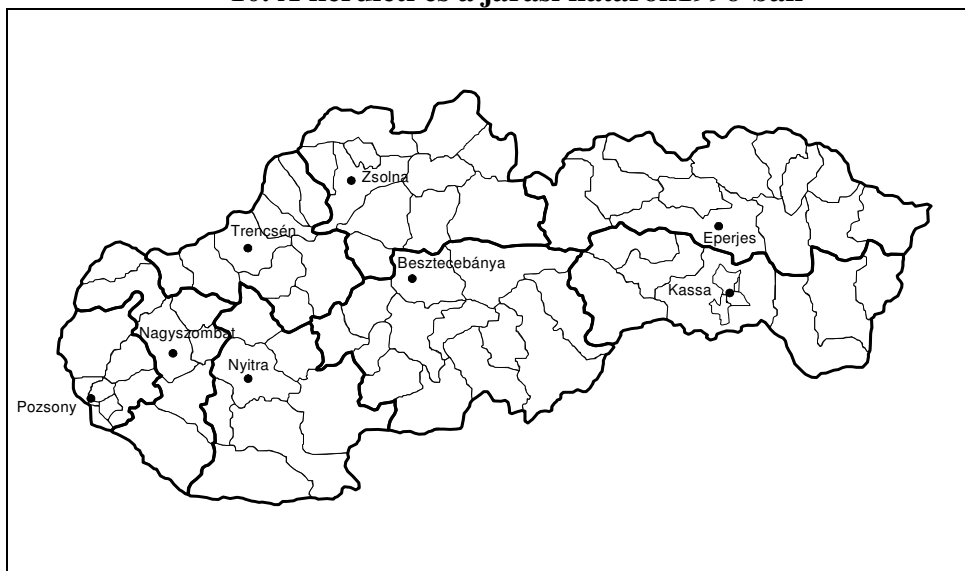 Zsolna
Trencsén
Eperjes
Besztecebánya
Kassa
Nagyszombat
Nyitra
Pozsony